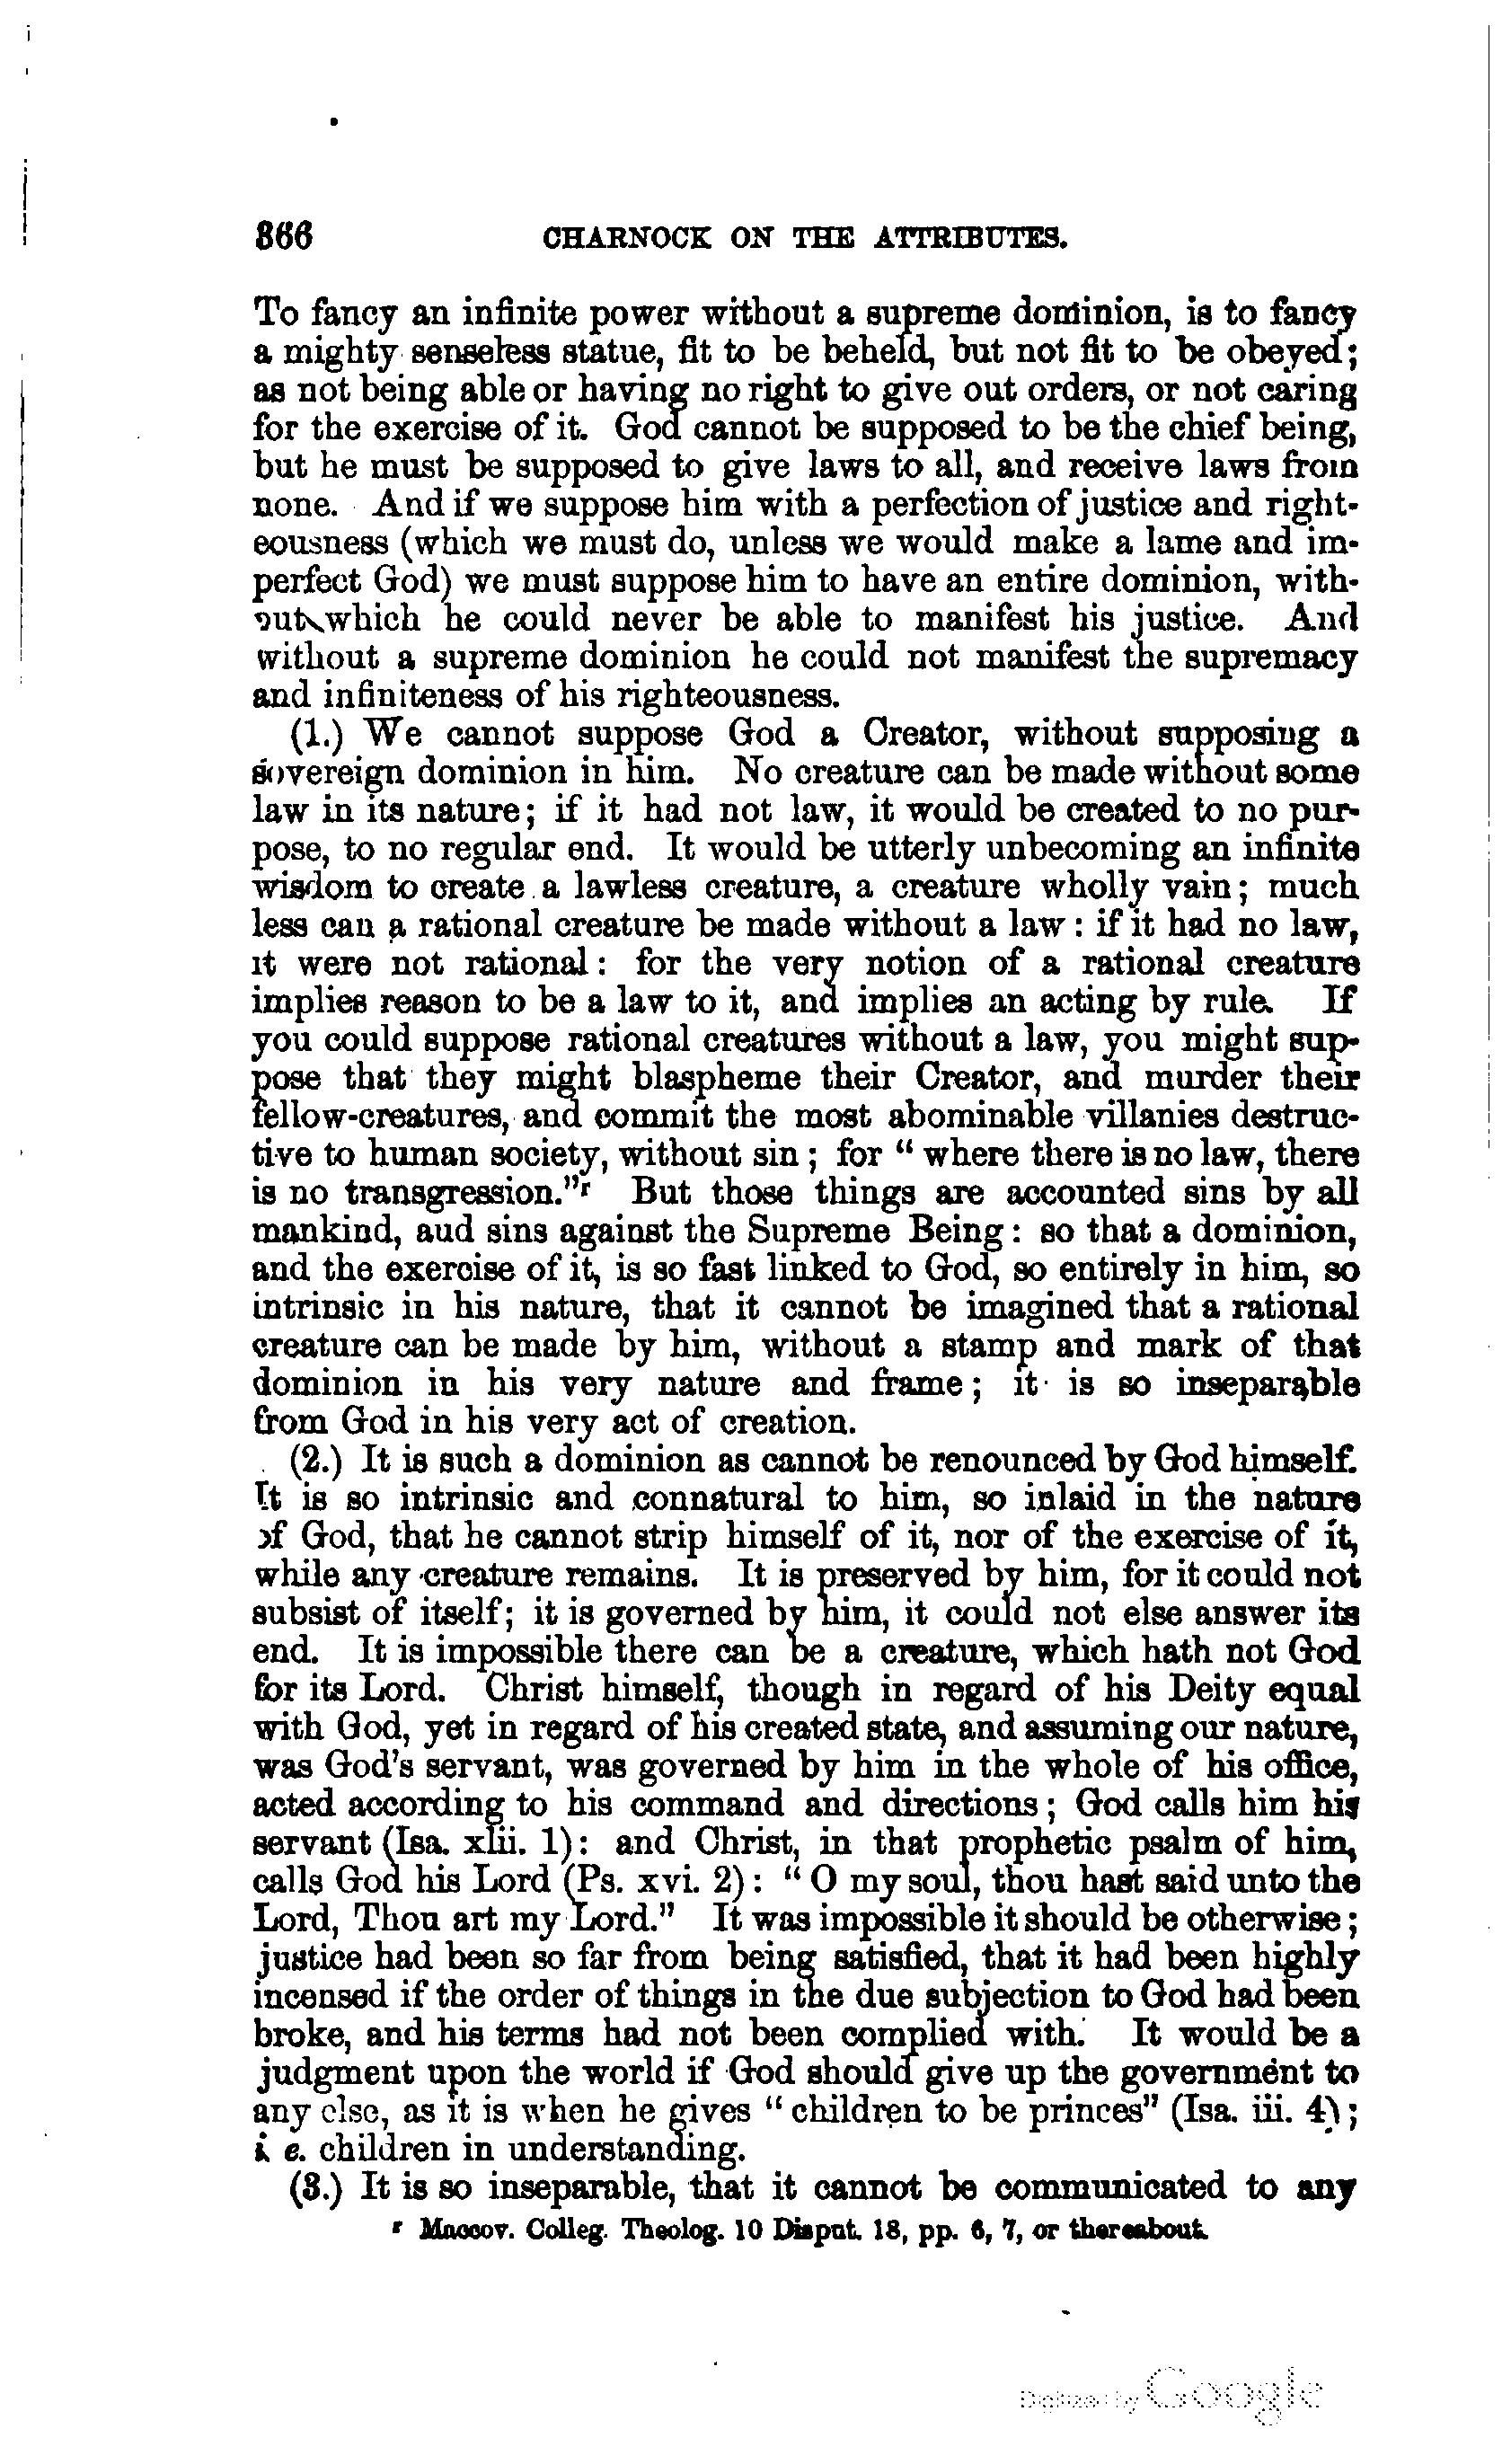 366 CHARNOCK ON THE ATTRIBUTES.
To fancy an infinite power without a supreme dominion, is to fancy
a mighty senseless statue, fit to be beheld, but not fit to be obeyed;
as not being able or having no right to give out orders, or not caring
for the exercise of it. God cannot be supposed to be the chief being,
but he must be supposed to give laws to all, and receive laws from
none. And if we suppose him with a perfection of justice and right-
eousness (which we must do, unless we would make a lame and im-
perfect God) we must suppose him to have an entire dominion, with-
out which he could never be able to manifest his justice. And
without a supreme dominion he could not manifest the supremacy
and infiniteness of his righteousness.
(1.) We cannot suppose God a Creator, without supposing a
sovereign dominion in him. No creature can be made without some
law in its nature; if it had not law, it would be created to no pur-
pose, to no regular end. It would be utterly unbecoming an infinite
wisdom to create a lawless creature, a creature wholly vain; much
less can a rational creature be made without a law: if it had no law,
it were not rational: for the very notion of a rational creature
implies reason to be a law to it, and implies an acting by rule. If
you could suppose rational creatures without a law, you might sup-
pose that they might blaspheme their Creator, and murder their
fellow-creatures, and commit the most abominable villanies destruc-
tive to human society, without sin; for "where there is no law, there
is no transgression."r But those things are accounted sins by all
mankind, aud sins against the Supreme Being: so that a dominion,
and the exercise of it, is so fast linked to God, so entirely in him, so
intrinsic in his nature, that it cannot be imagined that a rational
creature can be made by him, without a stamp and mark of that
dominion in his very nature and frame; it is so inseparable
from God in his very act of creation.
(2.) It is such a dominion as cannot be renounced by God himself.
It is so intrinsic and connatural to him, so inlaid in the nature
of God, that he cannot strip himself of it, nor of the exercise of it,
while any creature remains. It is preserved by him, for it could not
subsist of itself; it is governed by him, it could not else answer its
end. It is impossible there can be a creature, which hath not God
for its Lord. Christ himself, though in regard of his Deity equal
with God, yet in regard of his created state, and assuming our nature,
was God's servant, was governed by him in the whole of his office,
acted according to his command and directions; God calls him his
servant (Isa. xlii. 1): and Christ, in that prophetic psalm of him,
calls God his Lord (Ps. xvi. 2): "O my soul, thou hast said unto the
Lord, Thou art my Lord." It was impossible it should be otherwise;
justice had been so far from being satisfied, that it had been highly
incensed if the order of things in the due subjection to God had been
broke, and his terms had not been complied with. It would be a
judgment upon the world if God should give up the government to
any else, as it is when he gives "children to be princes" (Isa. iii. 4);
i. e. children in understanding.
(3.) It is so inseparable, that it cannot be communicated to any
r Maccov. Colleg. Theolog. 10 Disput. 18, pp. 6, 7, or thereabout.
Digitized by Google